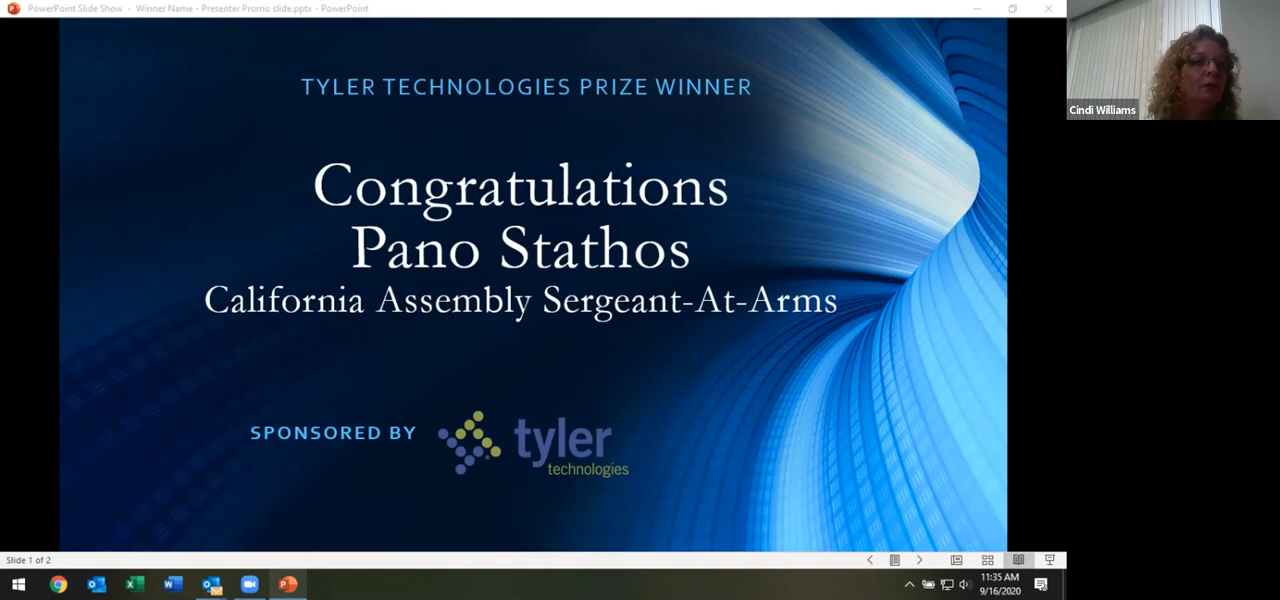 PowerPoint Slide Show - Winner Name - Presenter Promo slide.pptx - PowerPoint
TYLER TECHNOLOGIES PRIZE WINNER
Congratulations
Pano Stathos
California Assembly Sergeant-At-Arms
SPONSORED BY
tyler
technologies
Cindi Williams
Slide 1 of 2
11:35 AM
9/16/2020